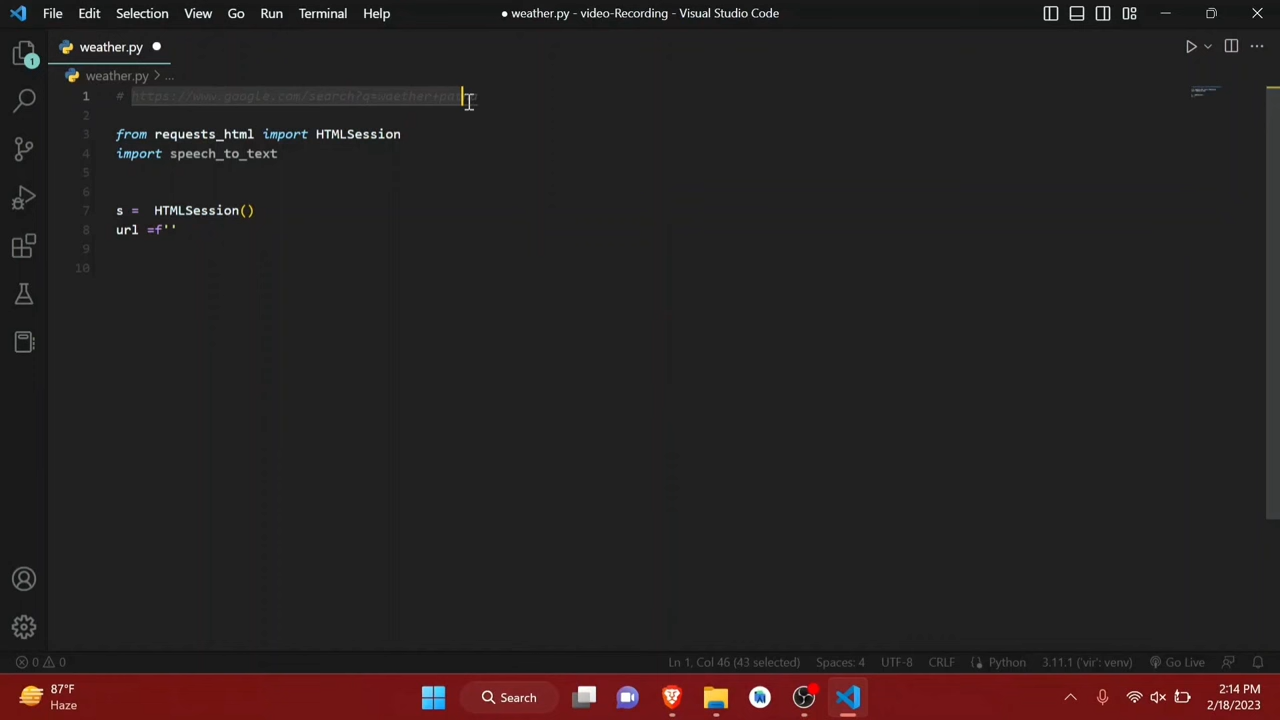 File Edit Selection View Go Run Terminal Help
● weather.py - video-Recording - Visual Studio Code
weather.py
weather.py > ...
1 # https://www.google.com/search?q=waether+
2
3 from requests_html import HTMLSession
4 import speech_to_text
5
6
7 s =  HTMLSession()
8 url =f''
9
10
1
0 0
Ln 1, Col 46 (43 selected) Spaces: 4 UTF-8 CRLF Python 3.11.1 ('vir': venv) Go Live
87°F
Haze
Search
2:14 PM
2/18/2023